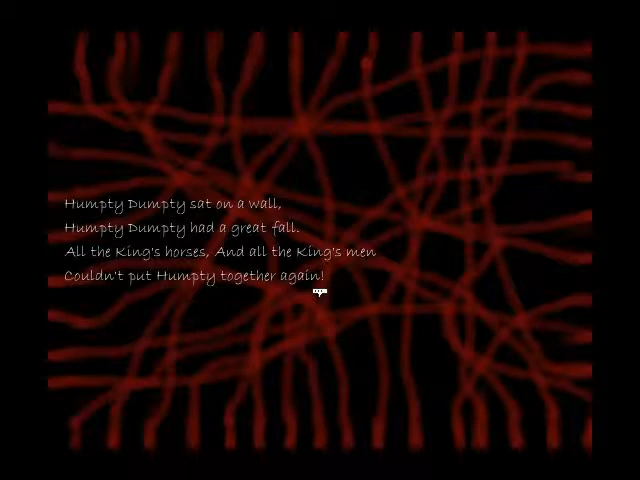 Humpty Dumpty sat on a wall,
Humpty Dumpty had a great fall.
All the King's horses, And all the King's men
Couldn't put Humpty together again!